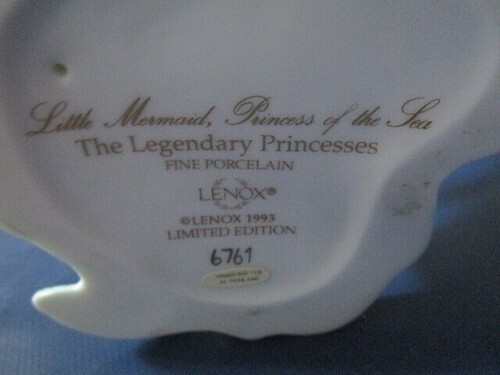 Little Mermaid, Princess of the Sea
The Legendary Princesses
FINE PORCELAIN
LENOX®
©LENOX 1993
LIMITED EDITION
6761